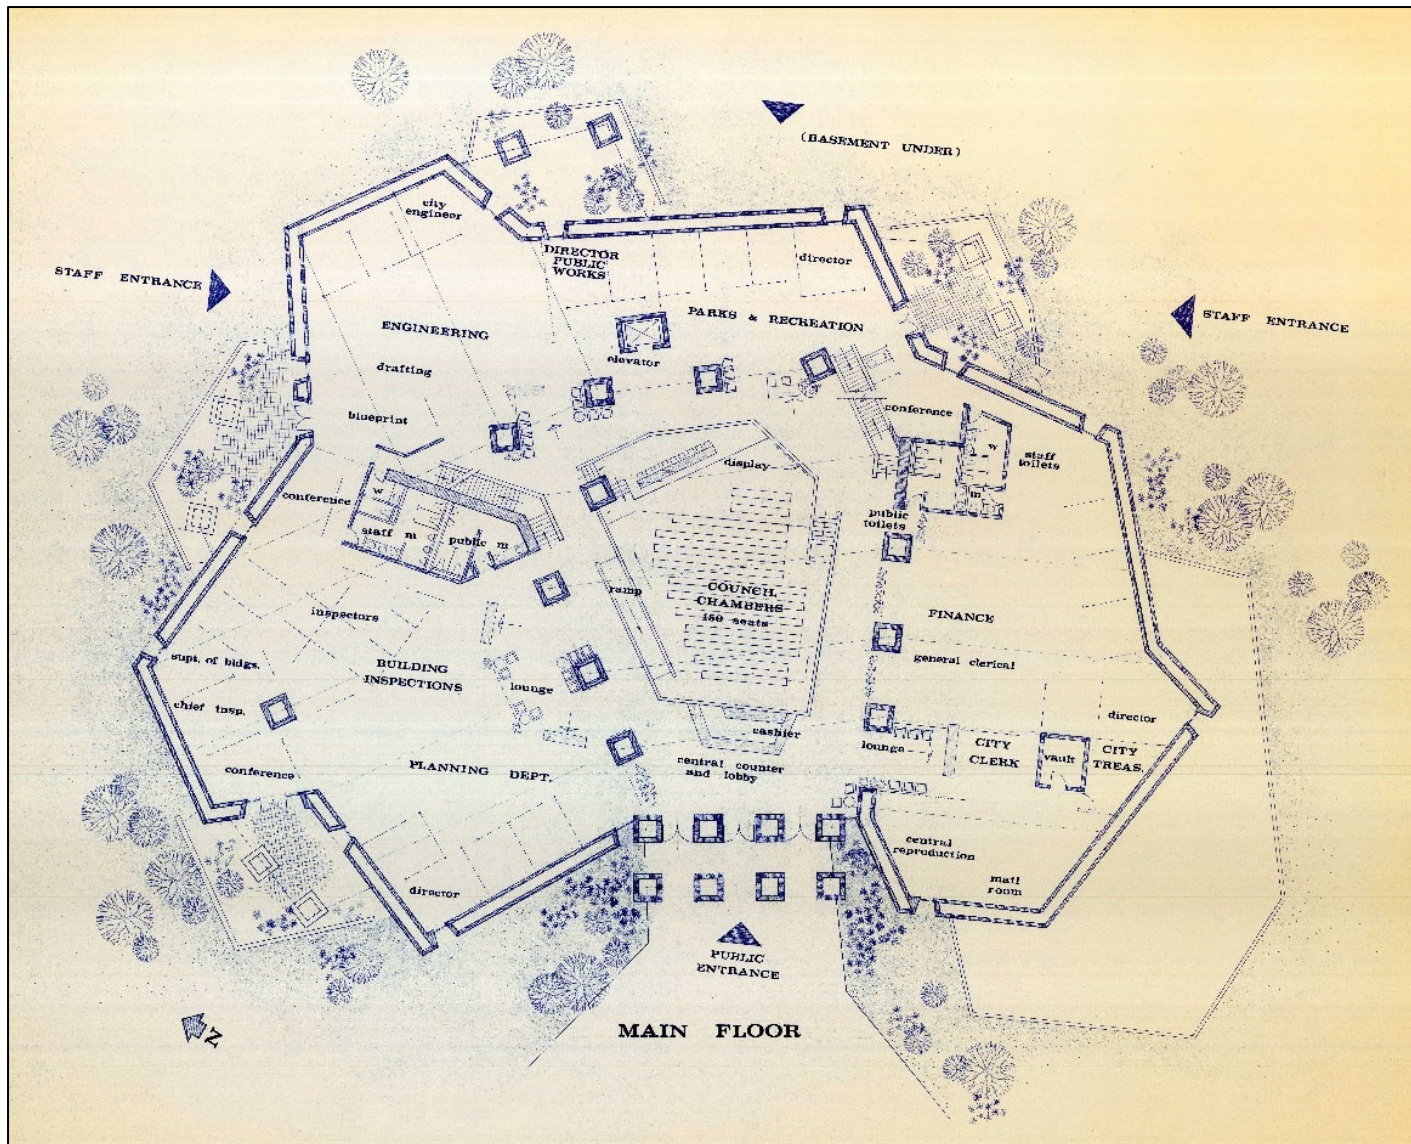 (BASEMENT UNDER)
city
engineer
DIRECTOR
PUBLIC
WORKS
director
STAFF ENTRANCE
STAFF ENTRANCE
PARKS & RECREATION
ENGINEERING
elevator
drafting
blueprint
conference
w
staff
toilets
display
m
conference
w
public
toilets
staff m
public m
ramp
COUNCIL
CHAMBERS
150 seats
inspectors
FINANCE
supt. of bldgs.
BUILDING
INSPECTIONS
general clerical
lounge
chief insp.
director
cashier
lounge
CITY
CLERK
vault
CITY
TREAS.
conference
PLANNING DEPT.
central counter
and lobby
central
reproduction
mail
room
director
PUBLIC
ENTRANCE
N
MAIN FLOOR